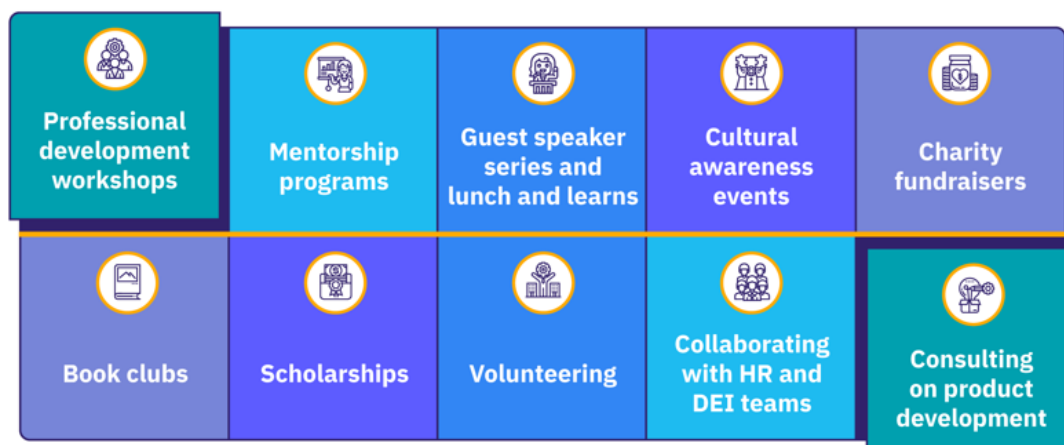 Professional
development
workshops
Mentorship
programs
Guest speaker
series and
lunch and learns
Cultural
awareness
events
Charity
fundraisers
Book clubs
Scholarships
Volunteering
Collaborating
with HR and
DEI teams
Consulting
on product
development